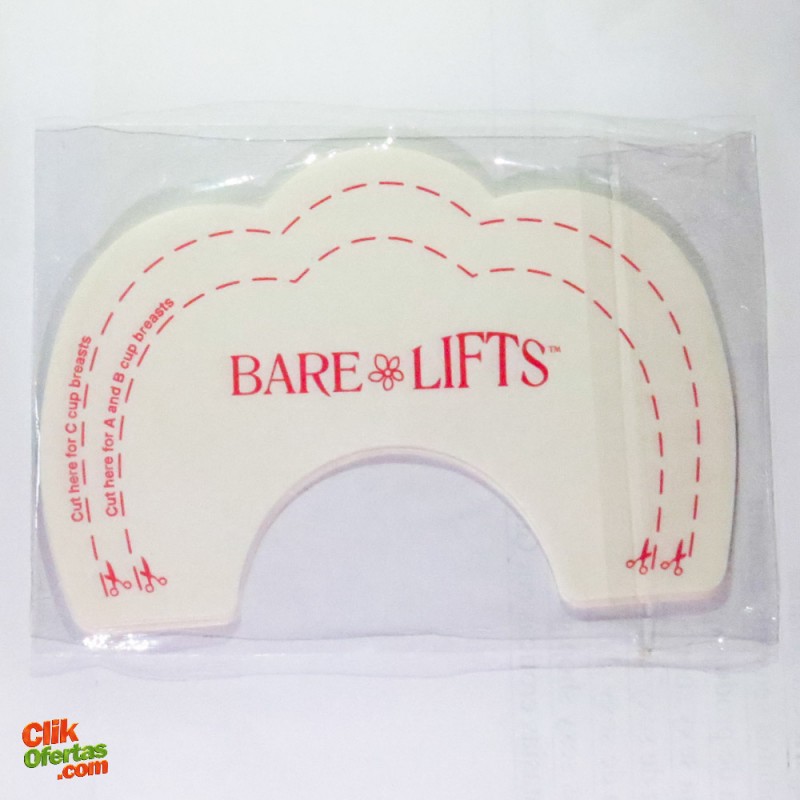 Cut here for C cup breasts
Cut here for A and B cup breasts
BARE LIFTS™
Clik
Ofertas
.com